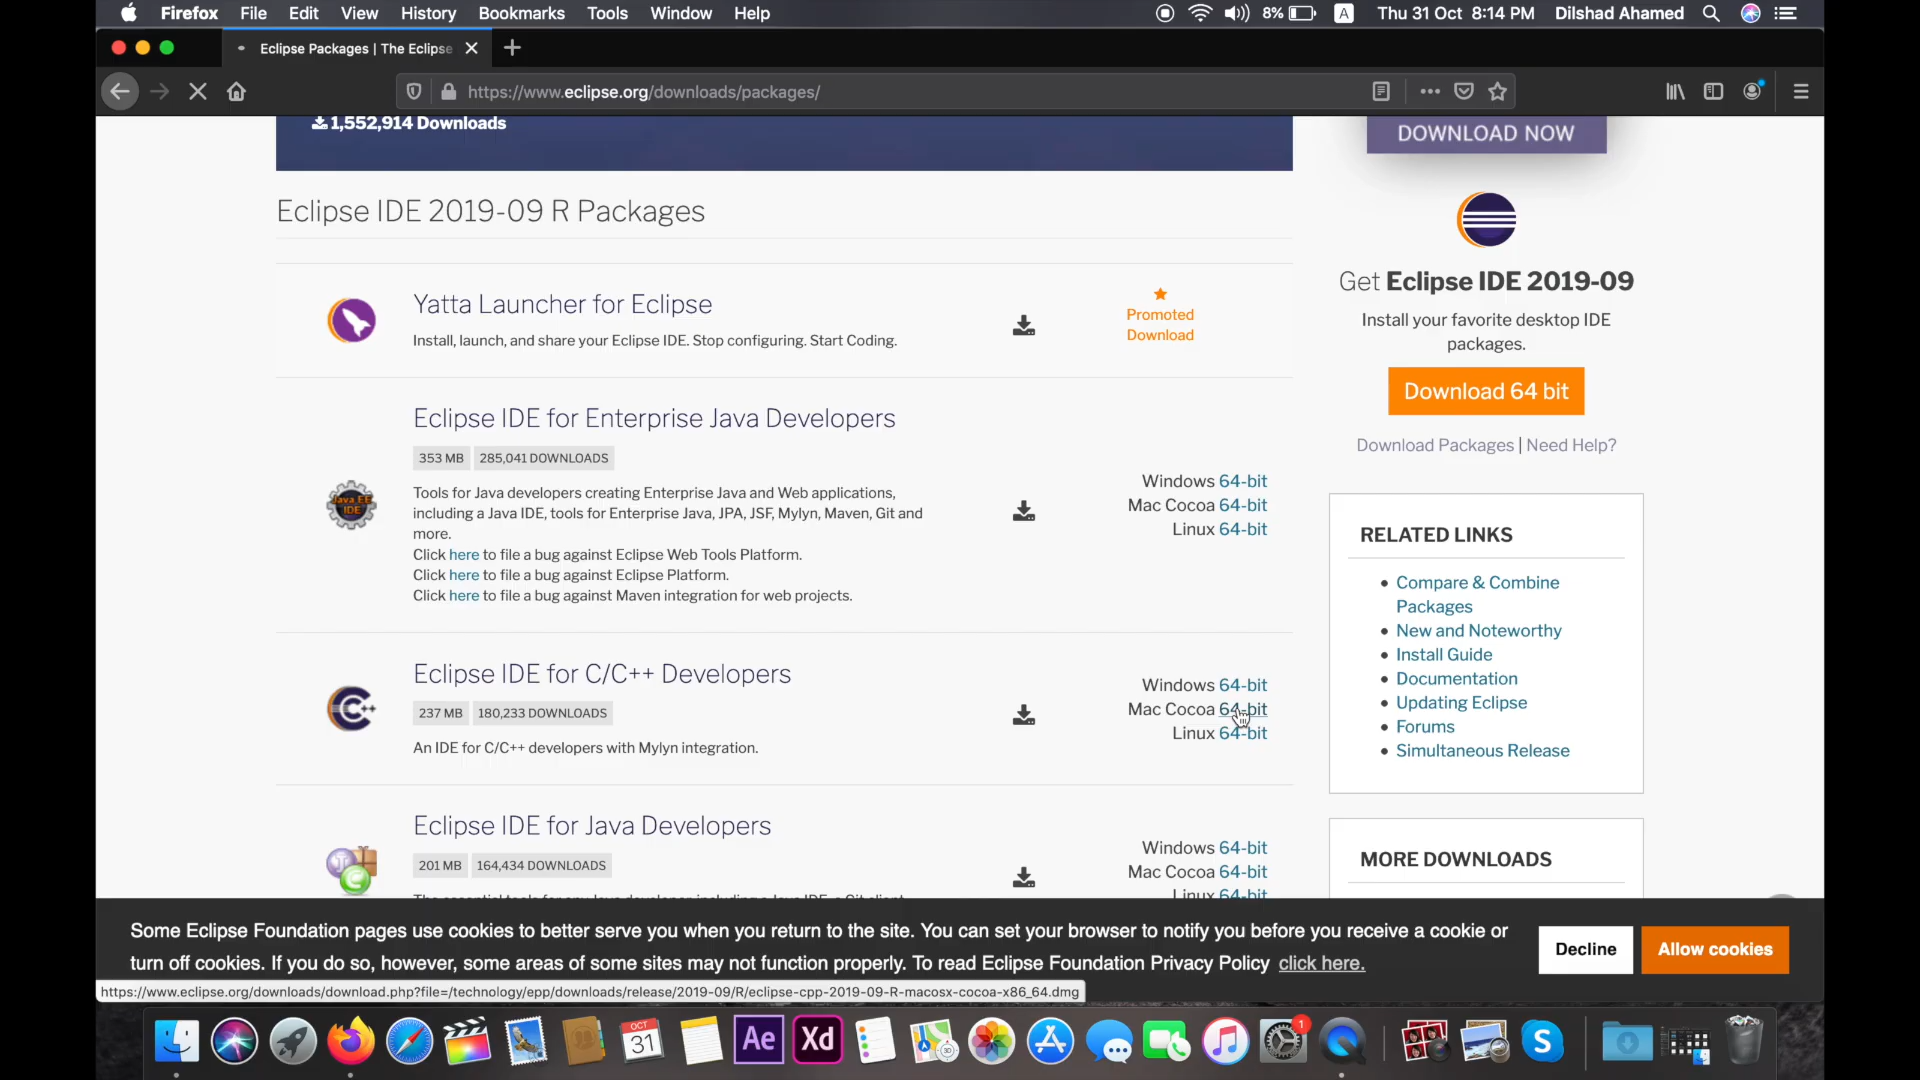 Firefox File Edit View History Bookmarks Tools Window Help 8% A Thu 31 Oct 8:14 PM Dilshad Ahamed
Eclipse Packages | The Eclipse
https://www.eclipse.org/downloads/packages/
1,552,914 Downloads
Eclipse IDE 2019-09 R Packages
Yatta Launcher for Eclipse
Install, launch, and share your Eclipse IDE. Stop configuring. Start Coding.
Promoted
Download
Eclipse IDE for Enterprise Java Developers
353 MB 285,041 DOWNLOADS
Tools for Java developers creating Enterprise Java and Web applications,
including a Java IDE, tools for Enterprise Java, JPA, JSF, Mylyn, Maven, Git and
more.
Click here to file a bug against Eclipse Web Tools Platform.
Click here to file a bug against Eclipse Platform.
Click here to file a bug against Maven integration for web projects.
Java EE
IDE
Windows 64-bit
Mac Cocoa 64-bit
Linux 64-bit
Eclipse IDE for C/C++ Developers
237 MB 180,233 DOWNLOADS
An IDE for C/C++ developers with Mylyn integration.
Windows 64-bit
Mac Cocoa 64-bit
Linux 64-bit
Eclipse IDE for Java Developers
201 MB 164,434 DOWNLOADS
Windows 64-bit
Mac Cocoa 64-bit
Linux 64-bit
DOWNLOAD NOW
Get Eclipse IDE 2019-09
Install your favorite desktop IDE
packages.
Download 64 bit
Download Packages | Need Help?
RELATED LINKS
Compare & Combine
Packages
New and Noteworthy
Install Guide
Documentation
Updating Eclipse
Forums
Simultaneous Release
MORE DOWNLOADS
Some Eclipse Foundation pages use cookies to better serve you when you return to the site. You can set your browser to notify you before you receive a cookie or
turn off cookies. If you do so, however, some areas of some sites may not function properly. To read Eclipse Foundation Privacy Policy click here.
Decline Allow cookies
https://www.eclipse.org/downloads/download.php?file=/technology/epp/downloads/release/2019-09/R/eclipse-cpp-2019-09-R-macosx-cocoa-x86_64.dmg
OCT
31
Ae Xd
1
S